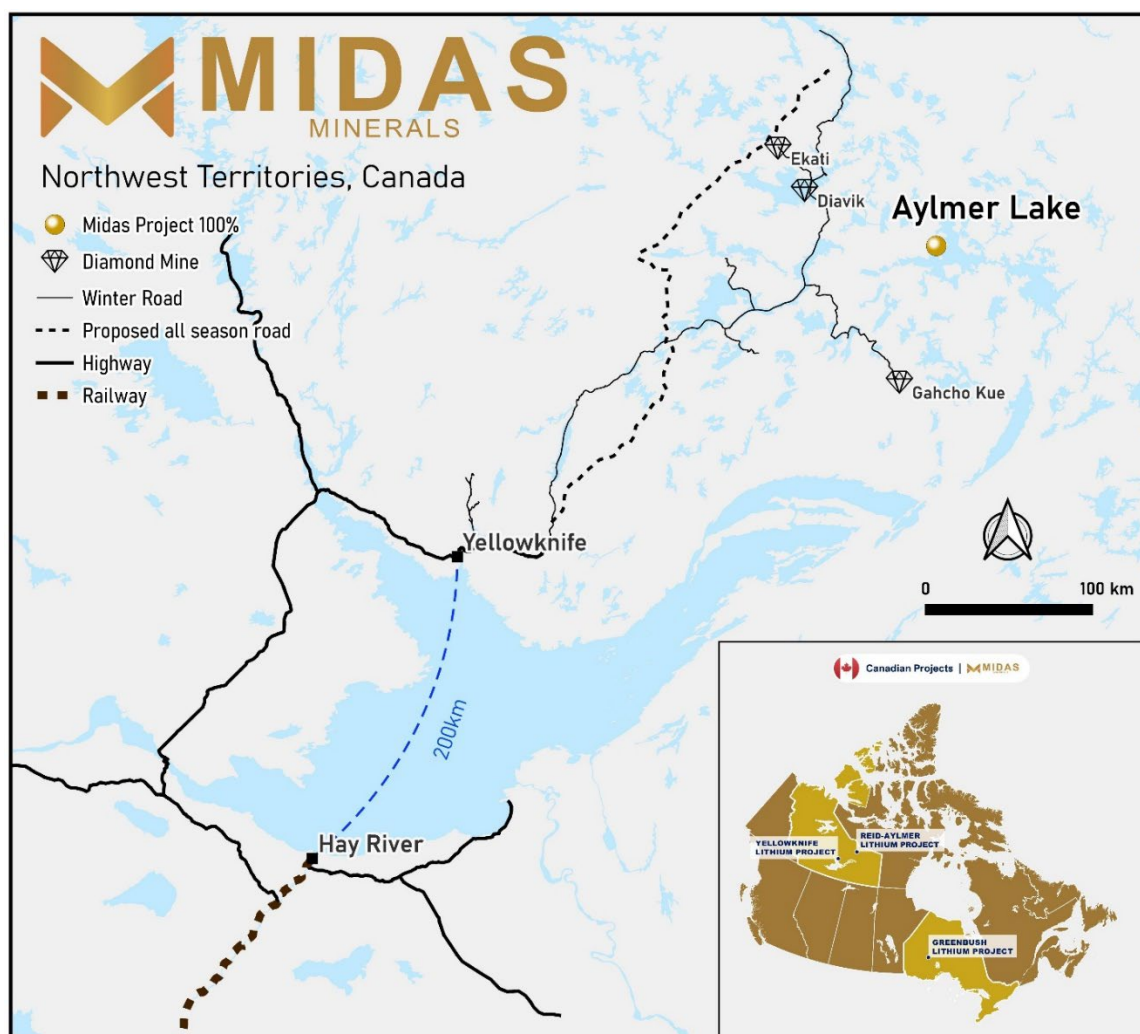 MIDAS
MINERALS
Northwest Territories, Canada
Midas Project 100%
Diamond Mine
Winter Road
Proposed all season road
Highway
Railway
Ekati
Diavik
Aylmer Lake
Gahcho Kue
Yellowknife
0 100 km
200km
Hay River
Canadian Projects | MIDAS
REID-AYLMER
LITHIUM PROJECT
YELLOWKNIFE
LITHIUM PROJECT
GREENBUSH
LITHIUM PROJECT